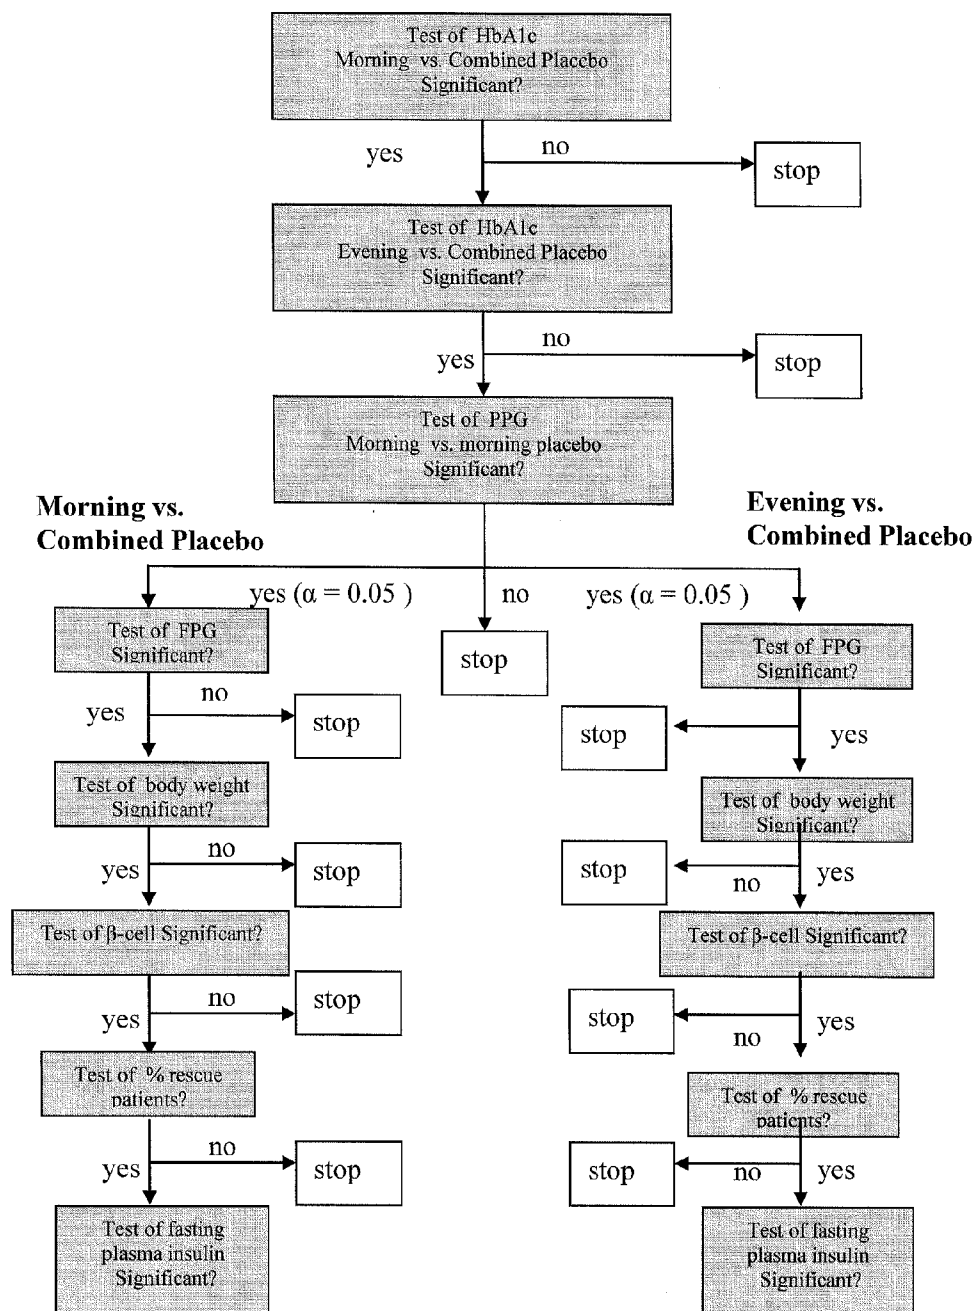 Test of HbA1c
Morning vs. Combined Placebo
Significant?
yes
no
stop
Test of HbA1c
Evening vs. Combined Placebo
Significant?
no
yes
stop
Test of PPG
Morning vs. morning placebo
Significant?
Morning vs.
Combined Placebo
Evening vs.
Combined Placebo
yes (α = 0.05 )
no
yes (α = 0.05 )
stop
Test of FPG
Significant?
no
yes
stop
Test of body weight
Significant?
no
yes
stop
Test of β-cell Significant?
no
yes
stop
Test of % rescue
patients?
no
yes
stop
Test of fasting
plasma insulin
Significant?
Test of FPG
Significant?
stop
yes
Test of body weight
Significant?
stop
no
yes
Test of β-cell Significant?
stop
no
yes
Test of % rescue
patients?
stop
no
yes
Test of fasting
plasma insulin
Significant?